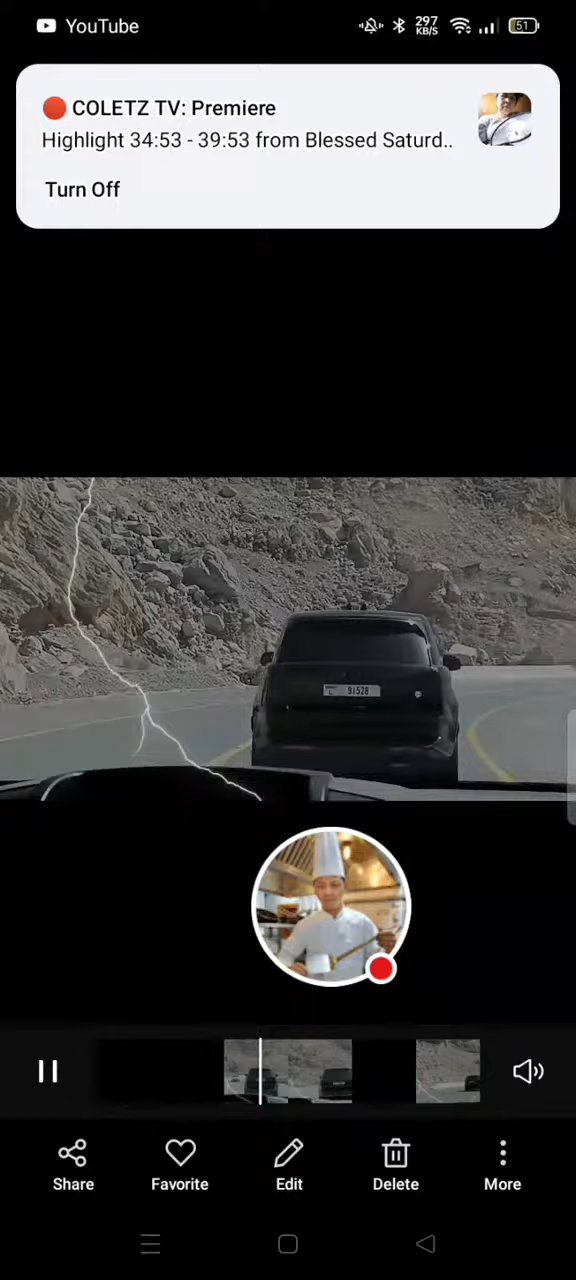 YouTube
297
KB/S
51
COLETZ TV: Premiere
Highlight 34:53 - 39:53 from Blessed Saturd..
Turn Off
91528
Share
Favorite
Edit
Delete
More